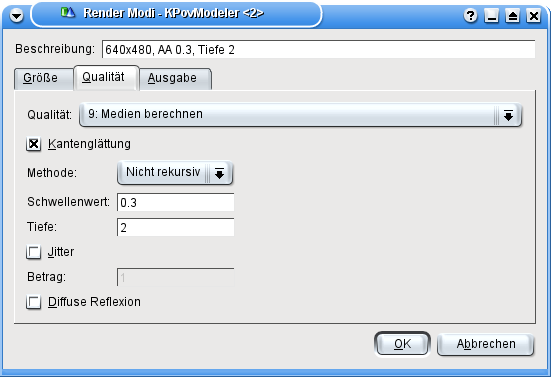 Render Modi - KPovModeler <2>
Beschreibung: 640x480, AA 0.3, Tiefe 2
Größe Qualität Ausgabe
Qualität: 9: Medien berechnen
Kantenglättung
Methode: Nicht rekursiv
Schwellenwert: 0.3
Tiefe: 2
Jitter
Betrag: 1
Diffuse Reflexion
OK Abbrechen